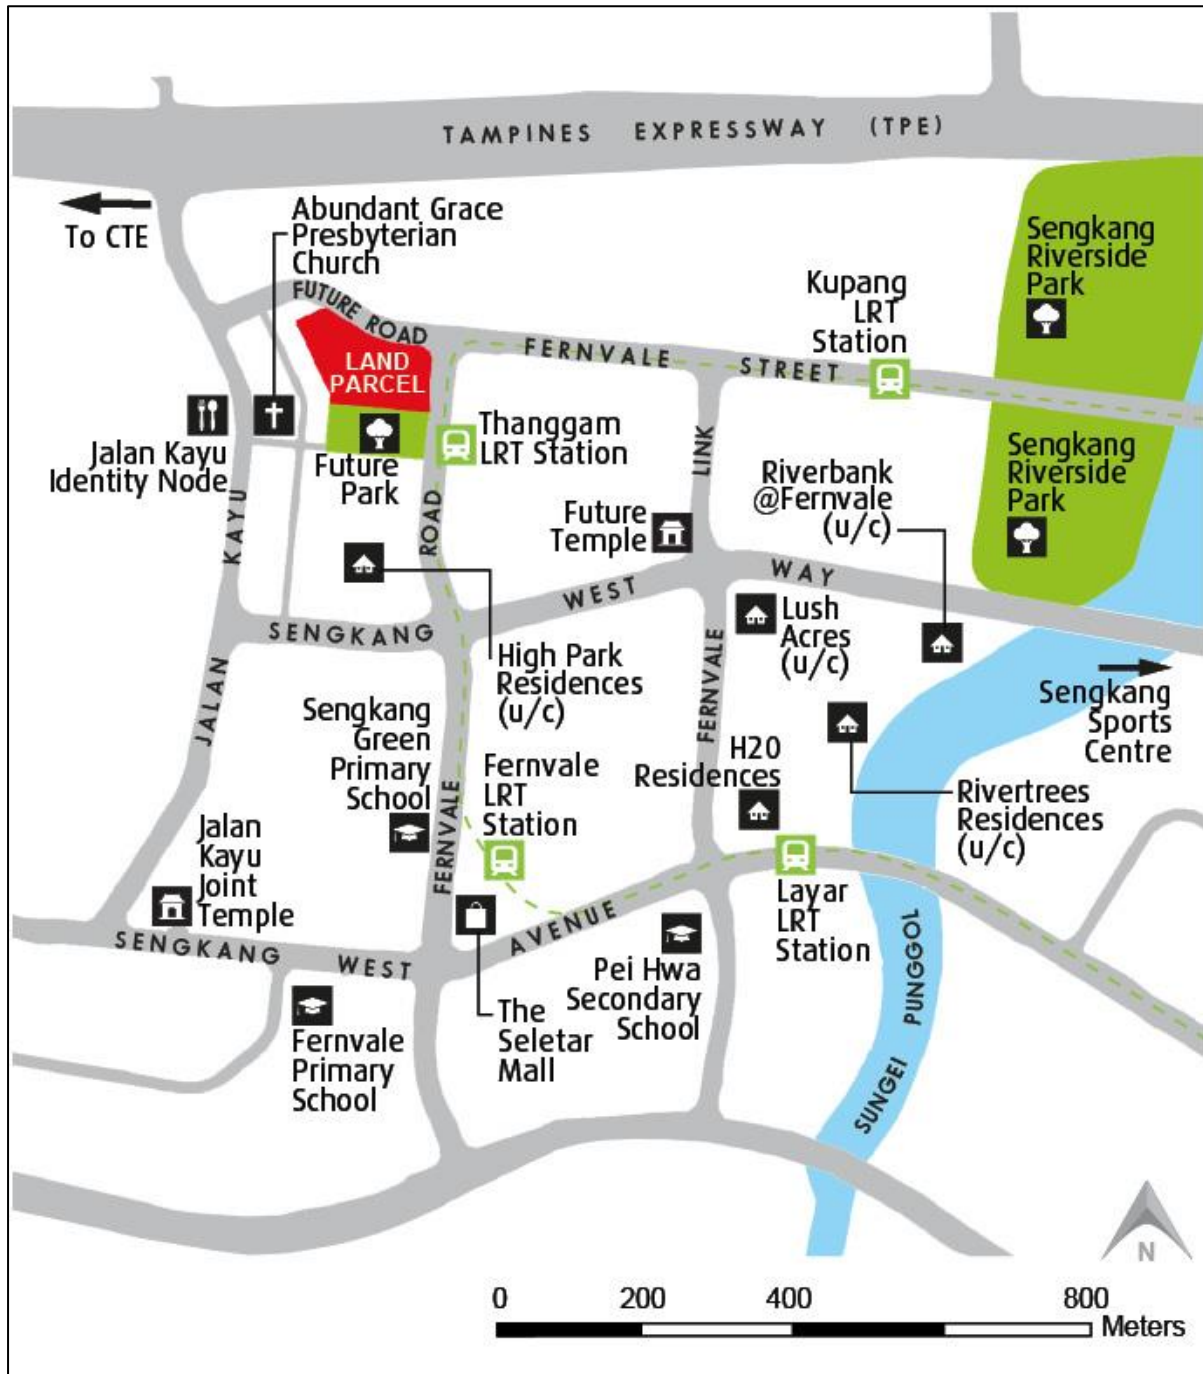 TAMPINES EXPRESSWAY (TPE)
To CTE
Abundant Grace
Presbyterian
Church
Sengkang
Riverside
Park
Kupang
LRT
Station
FUTURE ROAD
FERNVALE STREET
LAND
PARCEL
Thanggam
LRT Station
Jalan Kayu
Identity Node
Future
Park
LINK
Sengkang
Riverside
Park
Riverbank
@Fernvale
(u/c)
Future
Temple
ROAD
KAYU
WAY
WEST
SENGKANG
Lush
Acres
(u/c)
High Park
Residences
(u/c)
FERNVALE
JALAN
Sengkang
Sports
Centre
Sengkang
Green
Primary
School
H20
Residences
Fernvale
LRT
Station
FERNVALE
Rivertrees
Residences
(u/c)
Jalan
Kayu
Joint
Temple
Layar
LRT
Station
SENGKANG WEST AVENUE
Pei Hwa
Secondary
School
SUNGEI PUNGGOL
The
Seletar
Mall
Fernvale
Primary
School
N
0 200 400 800
Meters